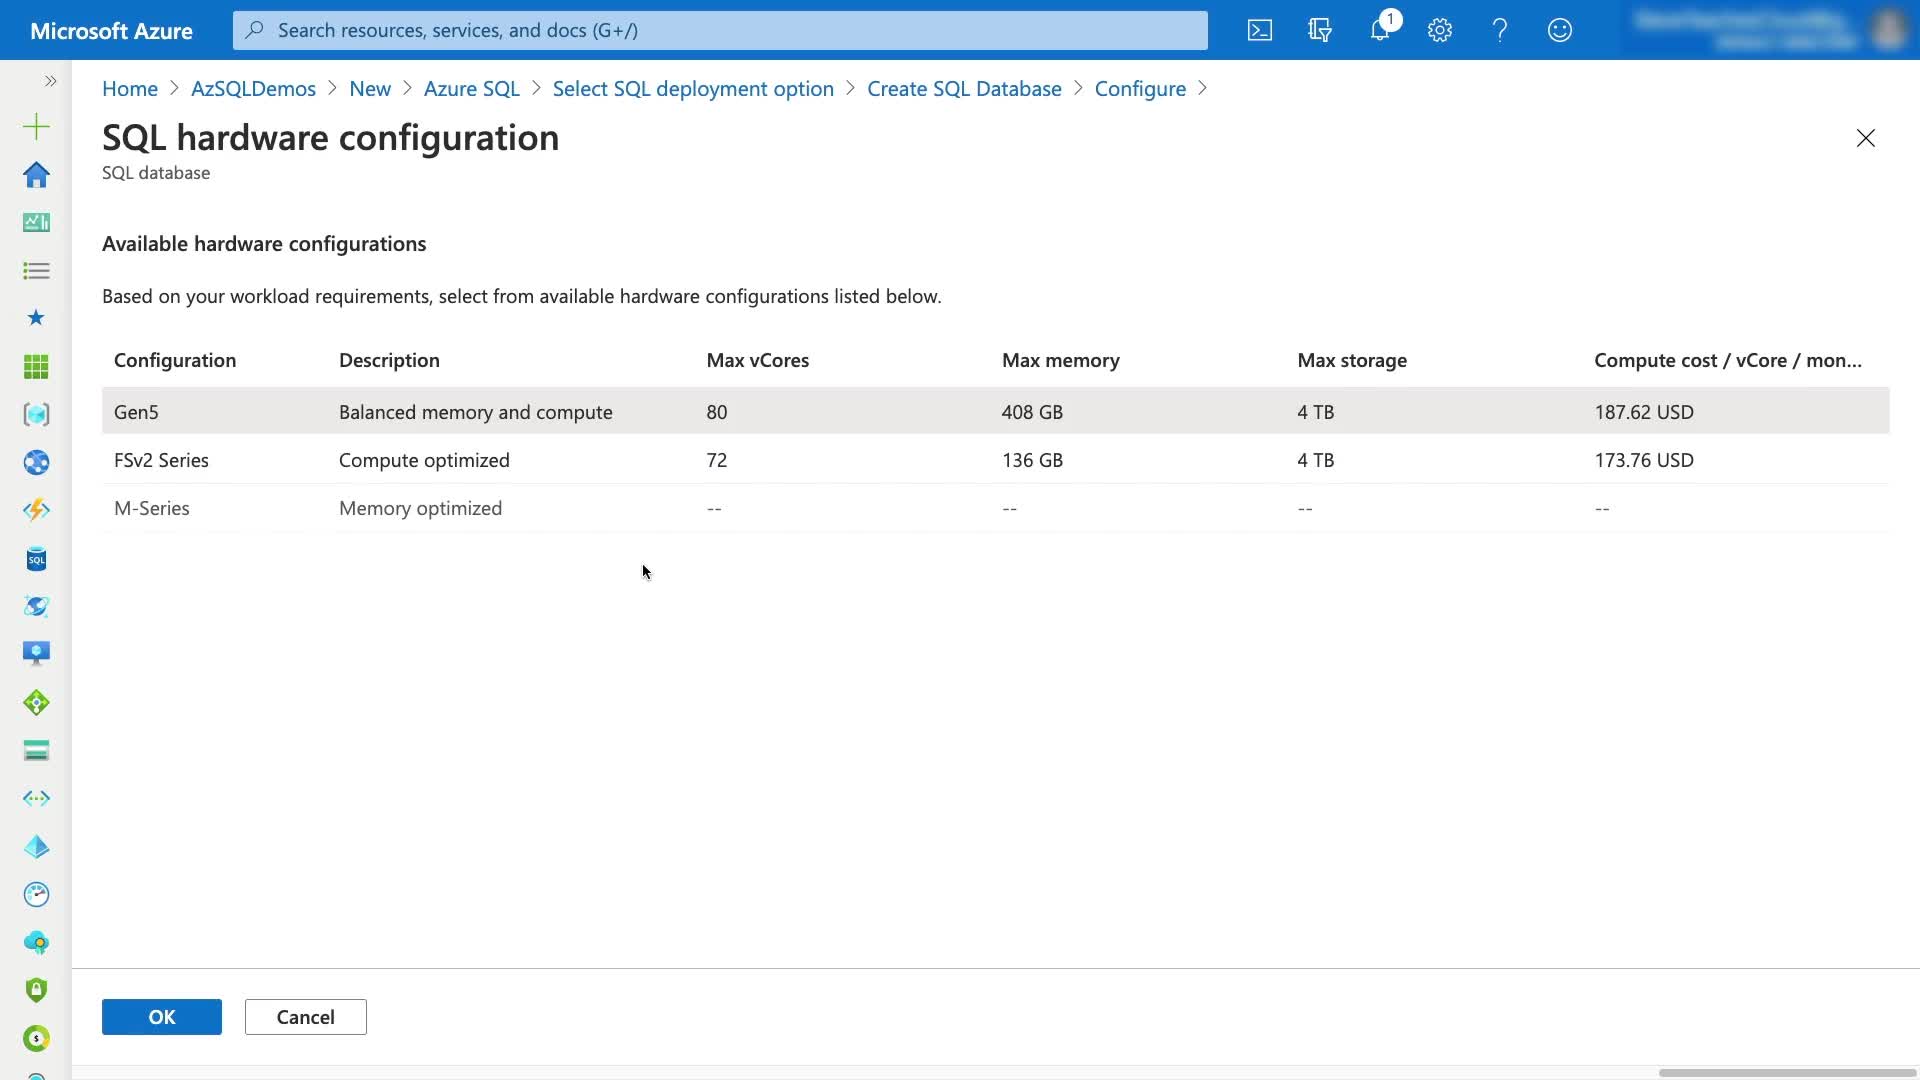 Microsoft Azure
Search resources, services, and docs (G+/)
1
Home > AzSQLDemos > New > Azure SQL > Select SQL deployment option > Create SQL Database > Configure >
SQL hardware configuration
SQL database
Available hardware configurations
Based on your workload requirements, select from available hardware configurations listed below.
Configuration Description Max vCores Max memory Max storage Compute cost / vCore / mon...
Gen5 Balanced memory and compute 80 408 GB 4 TB 187.62 USD
FSv2 Series Compute optimized 72 136 GB 4 TB 173.76 USD
M-Series Memory optimized -- -- -- --
SQL
OK Cancel